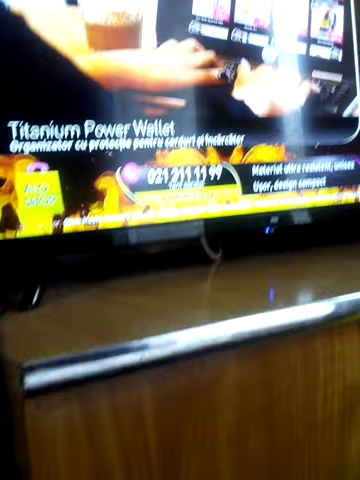 Titanium Power Wallet
Organizator cu protecție pentru carduri și încărcător
021 211 11 99
Material ultra rezistent, unisex
Ușor, design compact
ALO
SHOP